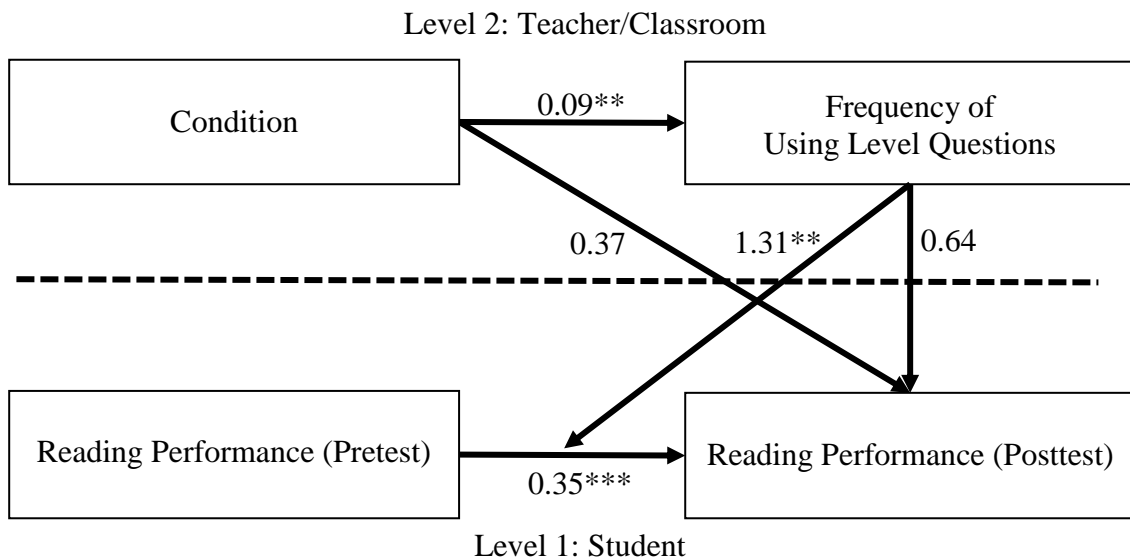 Level 2: Teacher/Classroom
0.09**
Condition
Frequency of
Using Level Questions
0.37
1.31**
0.64
Reading Performance (Pretest)
Reading Performance (Posttest)
0.35***
Level 1: Student